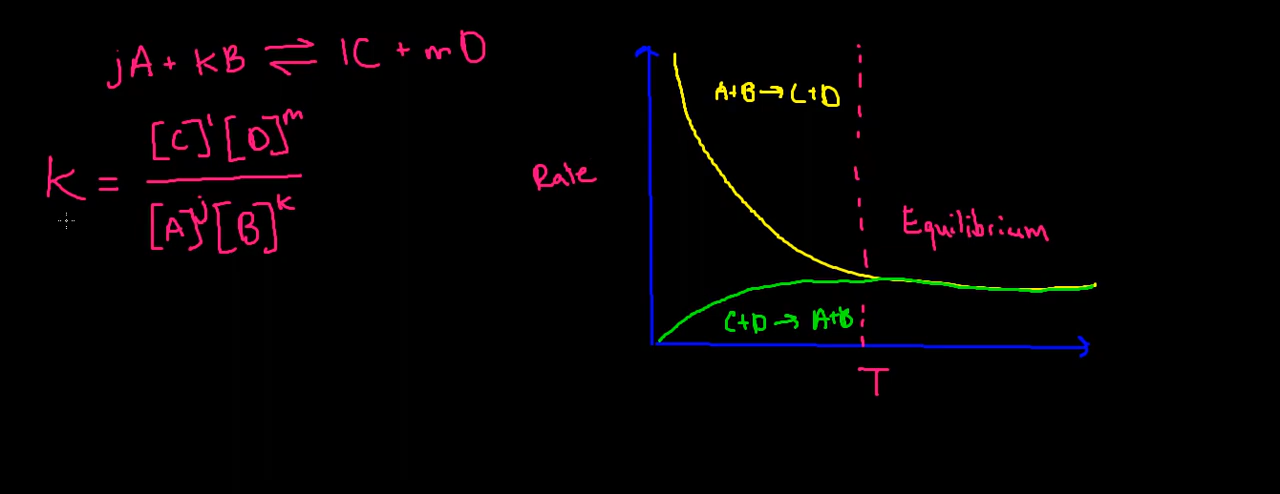 jA + kB ⇌ lC + mD
K = [C]^l [D]^m / [A]^j [B]^k
A+B → C+D
Rate
Equilibrium
C+D → A+B
T